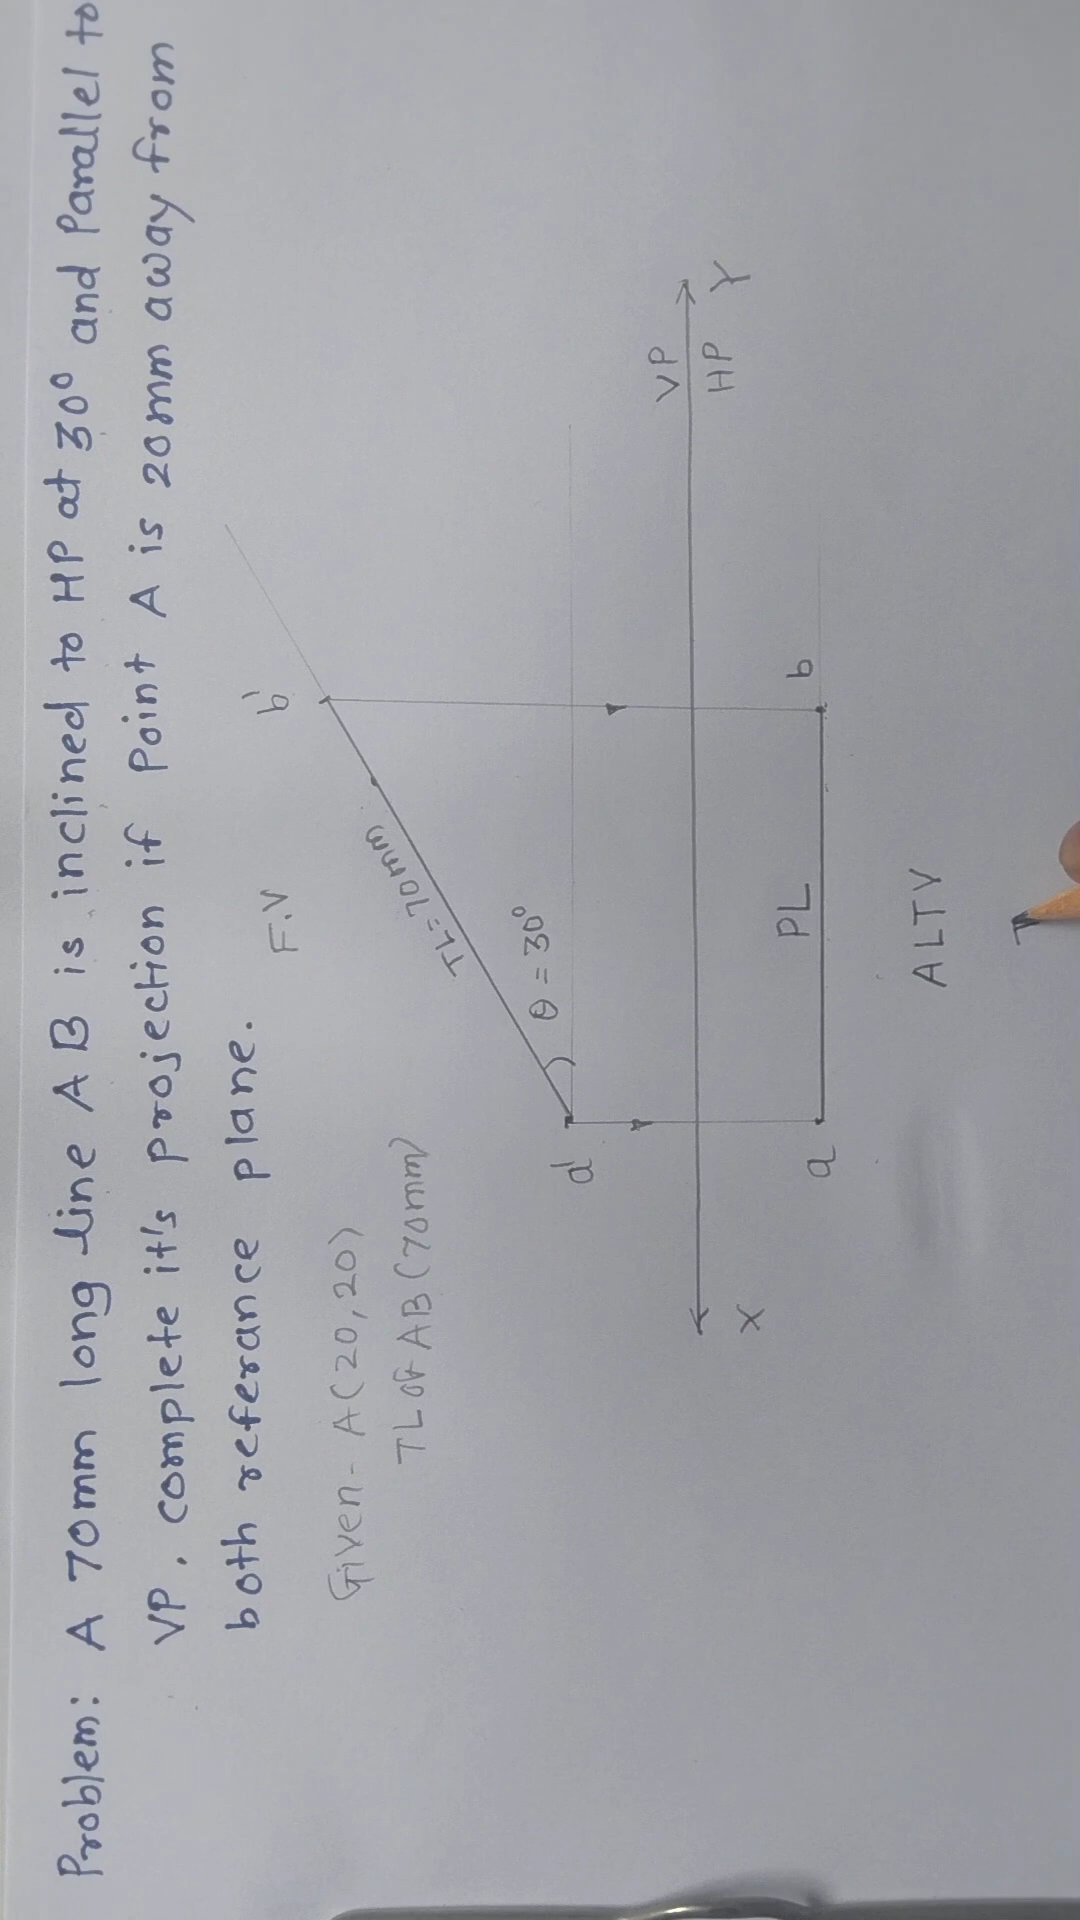 Problem: A 70mm long line AB is inclined to HP at 30° and Parallel to
VP, complete it's projection if Point A is 20mm away from
both referance plane.
Given- A(20,20)
TL of AB(70mm)
F.V
b'
TL=70mm
θ = 30°
a'
VP
HP
X
Y
a
PL
b
ALTV
T